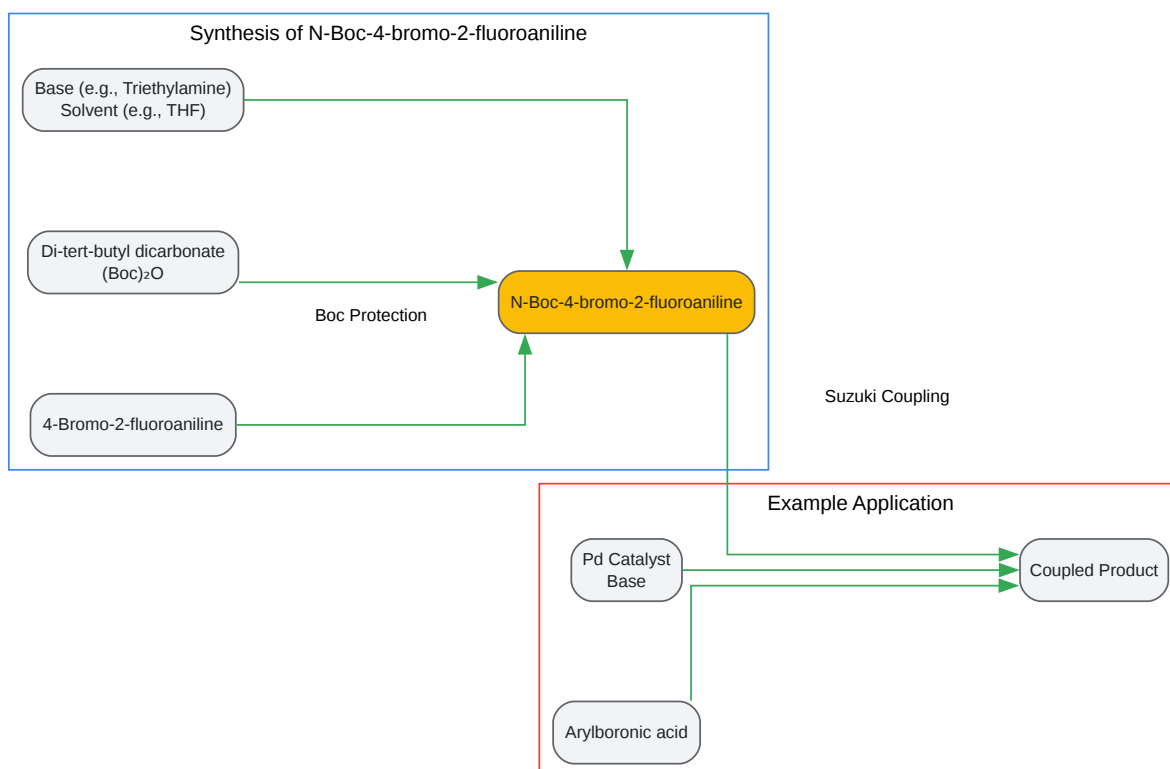 Synthesis of N-Boc-4-bromo-2-fluoroaniline
Base (e.g., Triethylamine)
Solvent (e.g., THF)
Di-tert-butyl dicarbonate
(Boc)₂O
Boc Protection
N-Boc-4-bromo-2-fluoroaniline
4-Bromo-2-fluoroaniline
Suzuki Coupling
Example Application
Pd Catalyst
Base
Coupled Product
Arylboronic acid